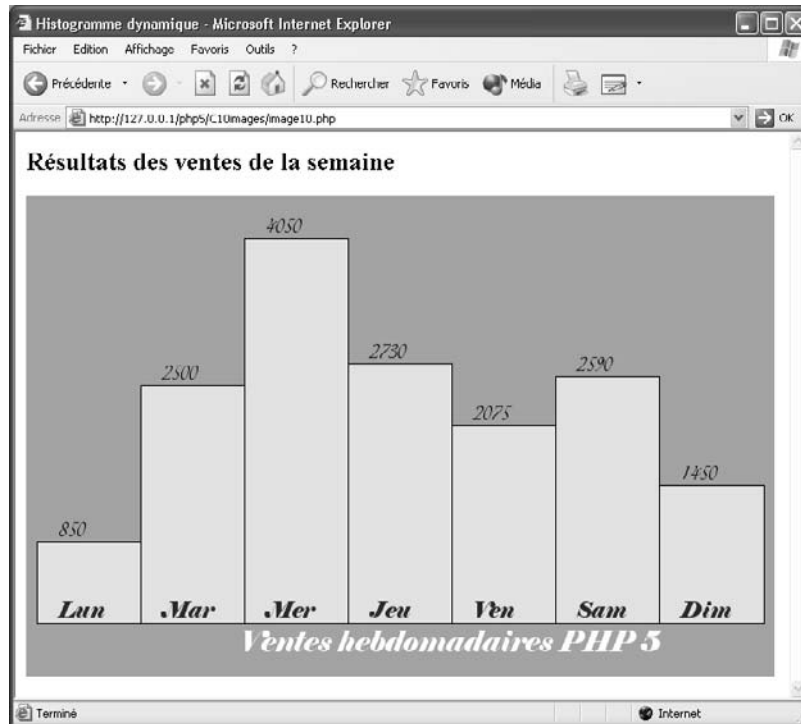 Histogramme dynamique - Microsoft Internet Explorer
Fichier Edition Affichage Favoris Outils ?
Précédente Rechercher Favoris Média
Adresse http://127.0.0.1/php5/C10images/image10.php OK
Résultats des ventes de la semaine
4050
2730
2590
2500
2075
1450
850
Lun Mar Mer Jeu Ven Sam Dim
Ventes hebdomadaires PHP 5
Terminé Internet